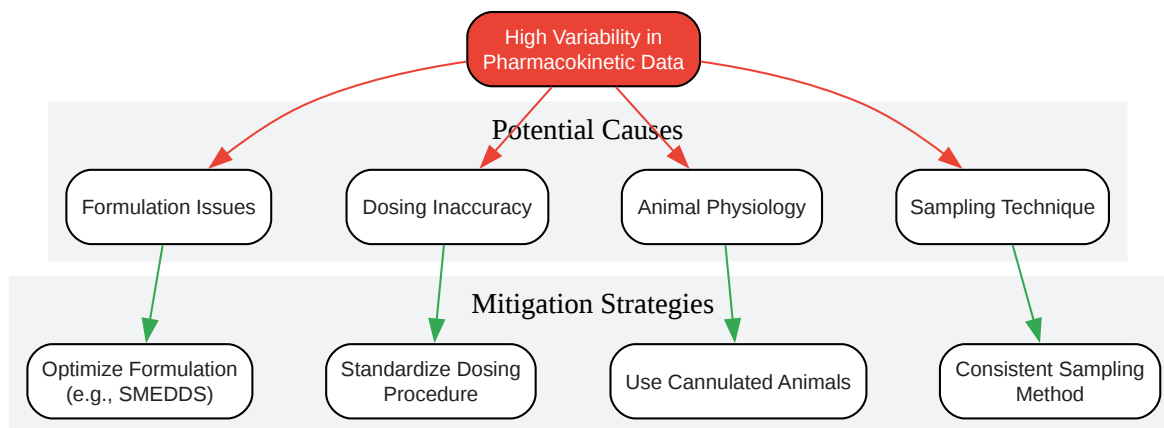 High Variability in
Pharmacokinetic Data
Potential Causes
Formulation Issues
Dosing Inaccuracy
Animal Physiology
Sampling Technique
Mitigation Strategies
Optimize Formulation
(e.g., SMEDDS)
Standardize Dosing
Procedure
Use Cannulated Animals
Consistent Sampling
Method